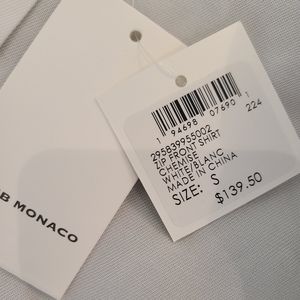 B MONACO
1 94698 07690 1
224
295839955002
ZIP FRONT SHIRT
CHEMISE
WHITE/BLANC
MADE IN CHINA
SIZE: S
$139.50